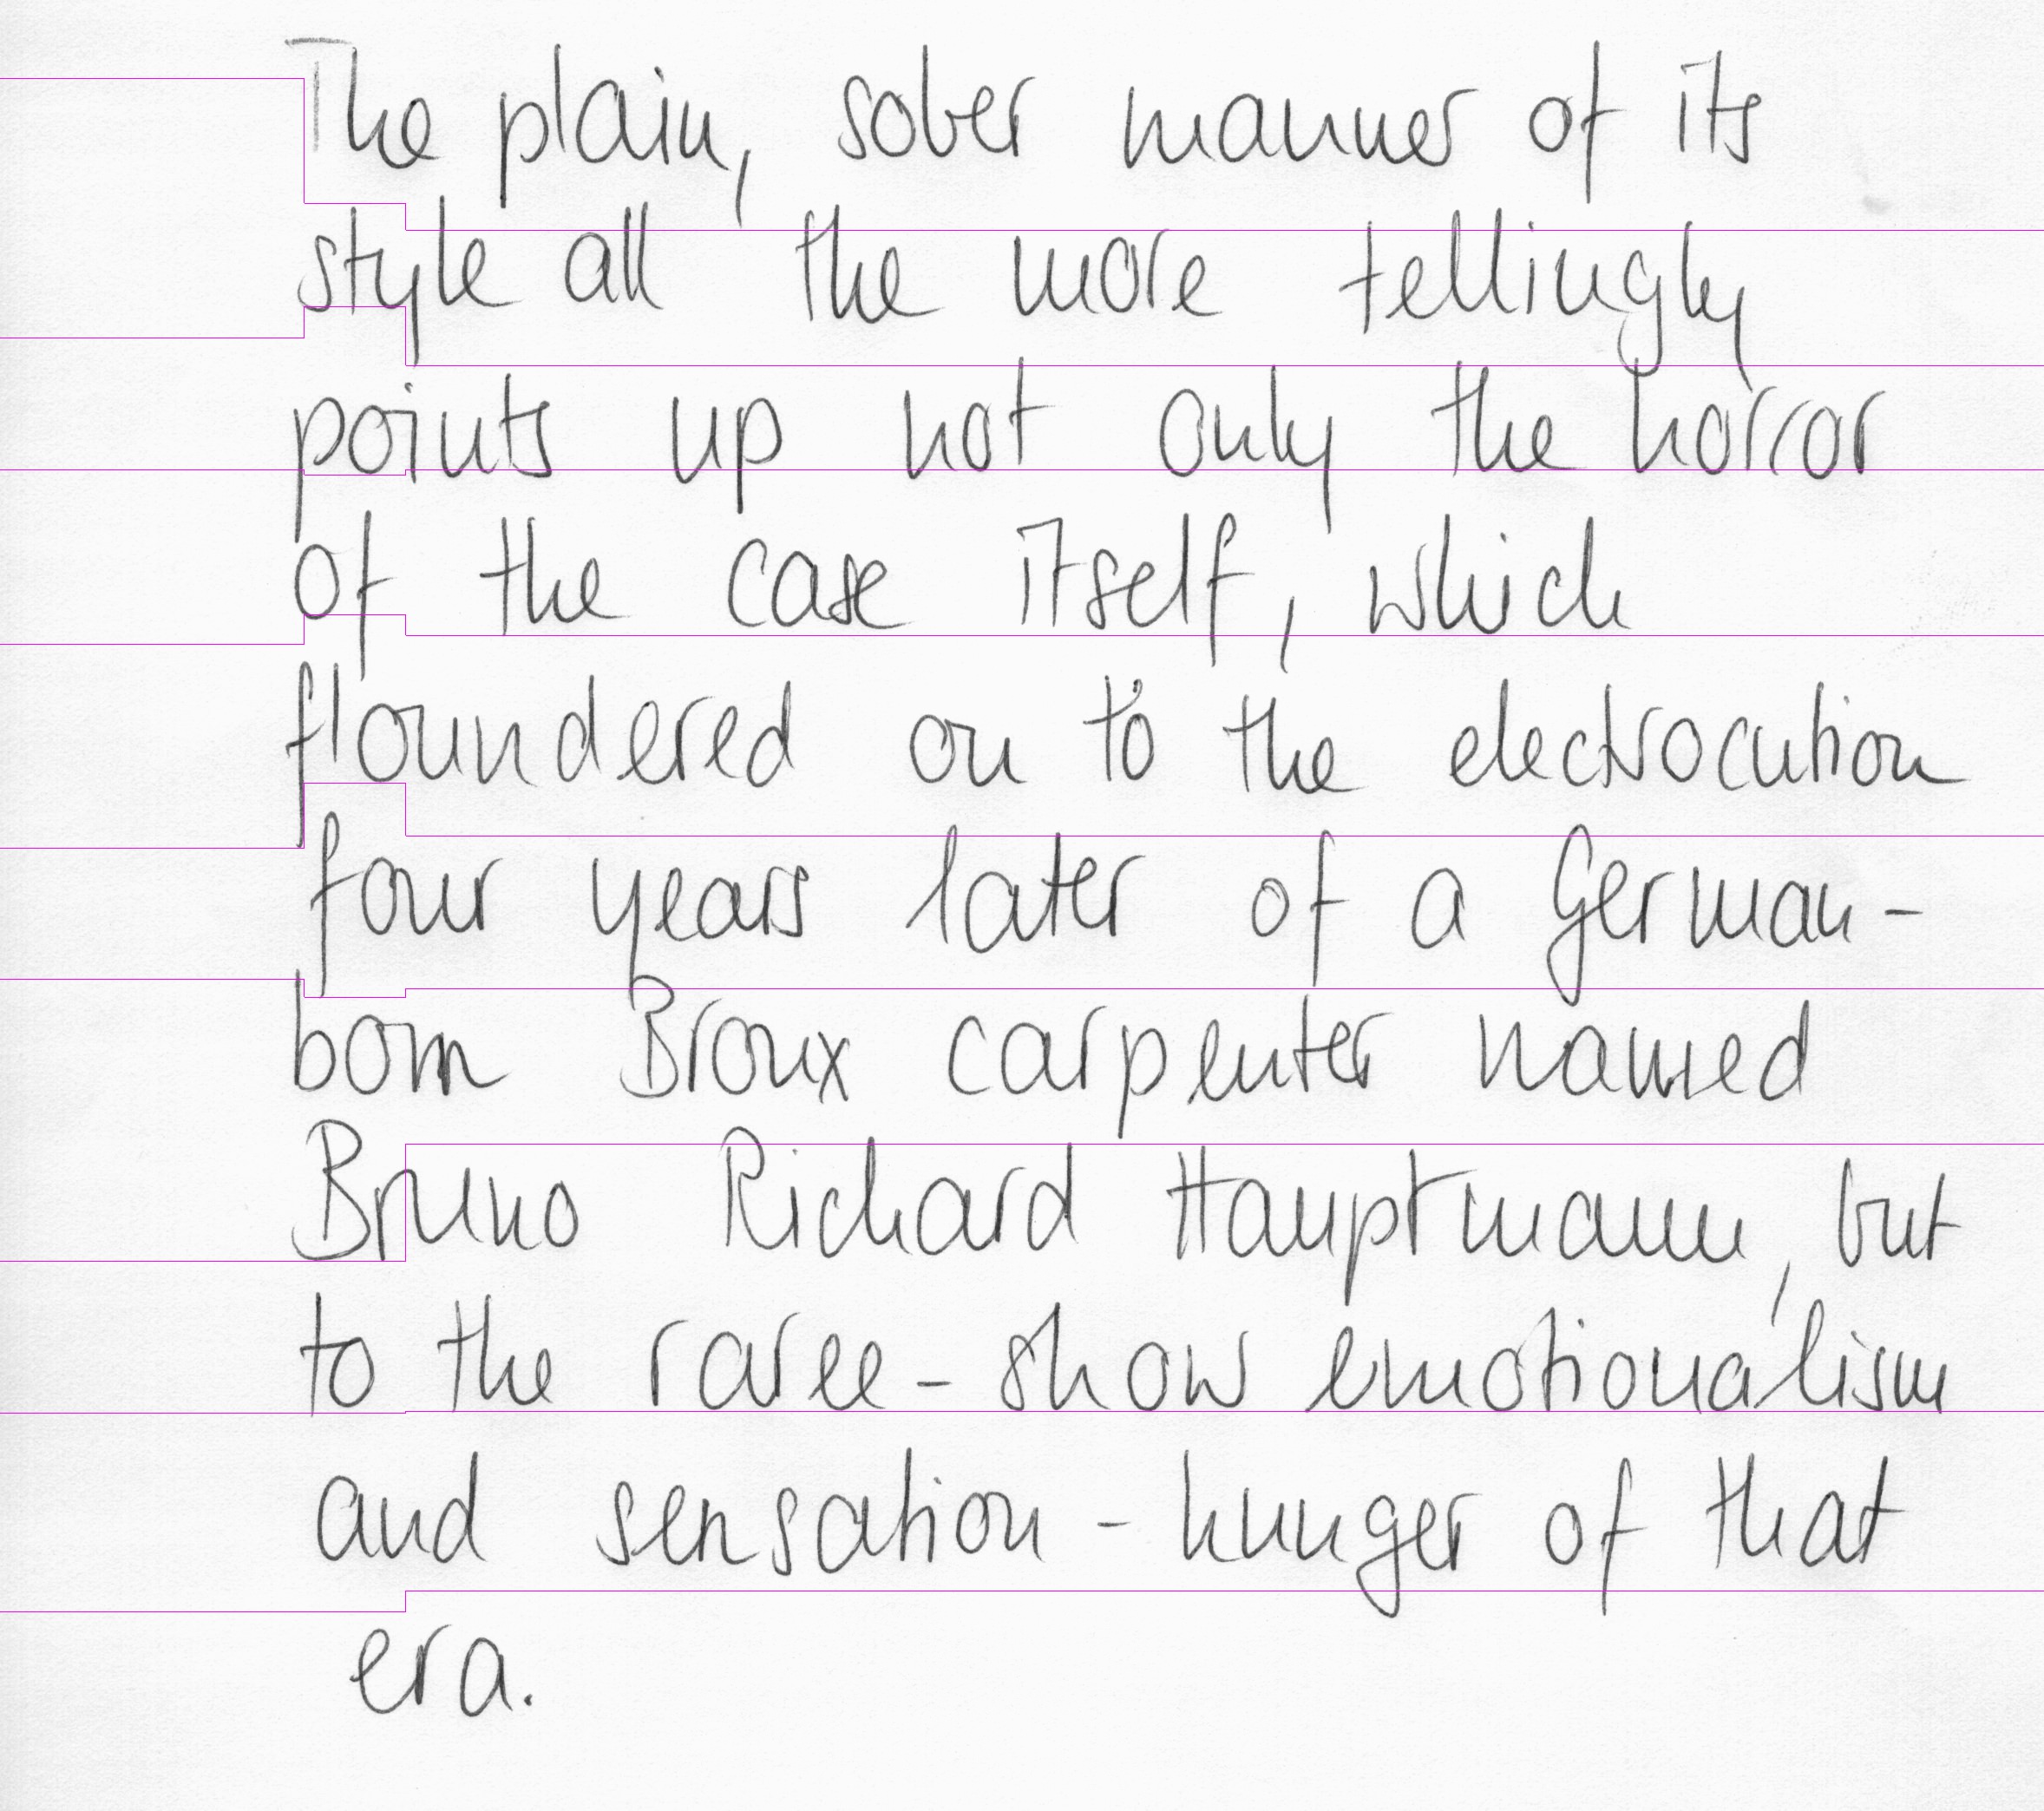 The plain, sober manner of its
style all the more tellingly
points up not only the horror
of the case itself, which
floundered on to the electrocution
four years later of a German-
born Bronx carpenter named
Bruno Richard Hauptmann, but
to the raree-show emotionalism
and sensation-hunger of that
era.